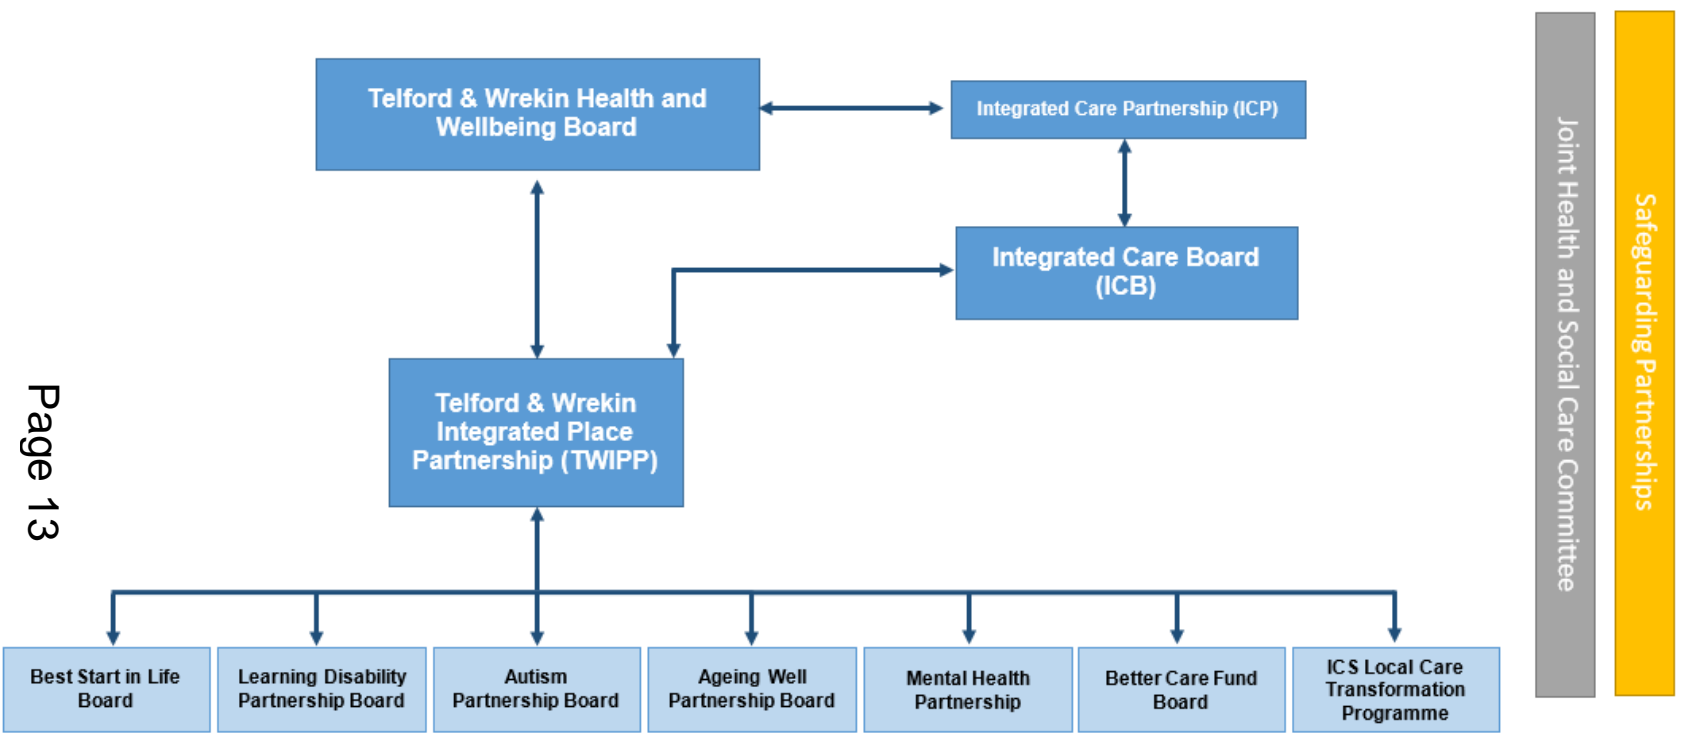 Telford & Wrekin Health and
Wellbeing Board
Integrated Care Partnership (ICP)
Integrated Care Board
(ICB)
Telford & Wrekin
Integrated Place
Partnership (TWIPP)
Best Start in Life
Board
Learning Disability
Partnership Board
Autism
Partnership Board
Ageing Well
Partnership Board
Mental Health
Partnership
Better Care Fund
Board
ICS Local Care
Transformation
Programme
Joint Health and Social Care Committee
Safeguarding Partnerships
Page 13